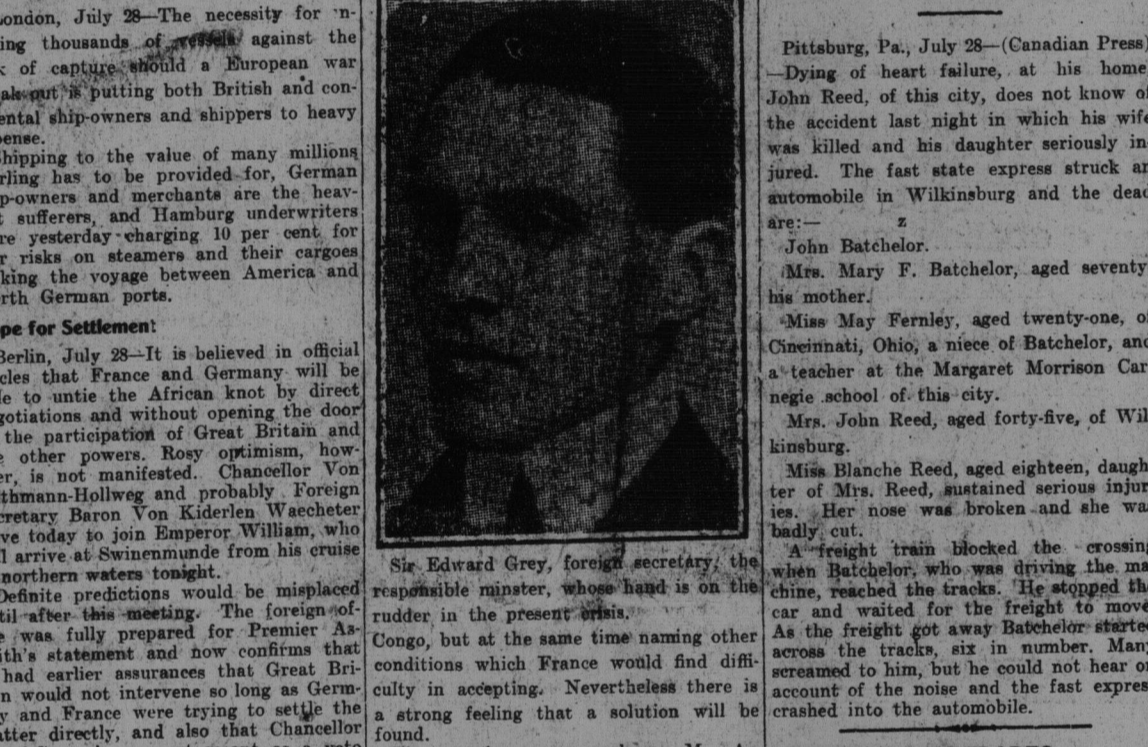 London, July 28—The necessity for
ing thousands of vessels against the
of capture should a European war
out is putting both British and con-
ental ship-owners and shippers to heavy
pense.
Shipping to the value of many millions
rling has to be provided for, German
p-owners and merchants are the heav-
t sufferers, and Hamburg underwriters
re yesterday charging 10 per cent for
r risks on steamers and their cargoes
king the voyage between America and
rth German ports.
pe for Settlement
Berlin, July 28—It is believed in official
cles that France and Germany will be
le to untie the African knot by direct
gotiations and without opening the door
the participation of Great Britain and
e other powers. Rosy optimism, how-
er, is not manifested. Chancellor Von
thmann-Hollweg and probably Foreign
cretary Baron Von Kiderlen Waecheter
ve today to join Emperor William, who
l arrive at Swinenmunde from his cruise
northern waters tonight.
Definite predictions would be misplaced
til after this meeting. The foreign of-
e was fully prepared for Premier As-
ith's statement and now confirms that
had earlier assurances that Great Bri-
n would not intervene so long as Germ-
y and France were trying to settle the
atter directly, and also that Chancellor
Sir Edward Grey, foreign secretary, the
responsible minster, whose hand is on the
rudder in the present crisis.
Congo, but at the same time naming other
conditions which France would find diffi-
culty in accepting. Nevertheless there is
a strong feeling that a solution will be
found.
Pittsburg, Pa., July 28—(Canadian Press)
—Dying of heart failure, at his home
John Reed, of this city, does not know of
the accident last night in which his wife
was killed and his daughter seriously in-
jured. The fast state express struck an
automobile in Wilkinsburg and the dead
are:— z
John Batchelor.
Mrs. Mary F. Batchelor, aged seventy
his mother.
Miss May Fernley, aged twenty-one, of
Cincinnati, Ohio, a niece of Batchelor, and
a teacher at the Margaret Morrison Car
negie school of this city.
Mrs. John Reed, aged forty-five, of Wil
kinsburg.
Miss Blanche Reed, aged eighteen, daugh
ter of Mrs. Reed, sustained serious injur
ies. Her nose was broken and she was
badly cut.
A freight train blocked the crossing
when Batchelor, who was driving the ma
chine, reached the tracks. He stopped the
car and waited for the freight to move
As the freight got away Batchelor started
across the tracks, six in number. Many
screamed to him, but he could not hear on
account of the noise and the fast express
crashed into the automobile.